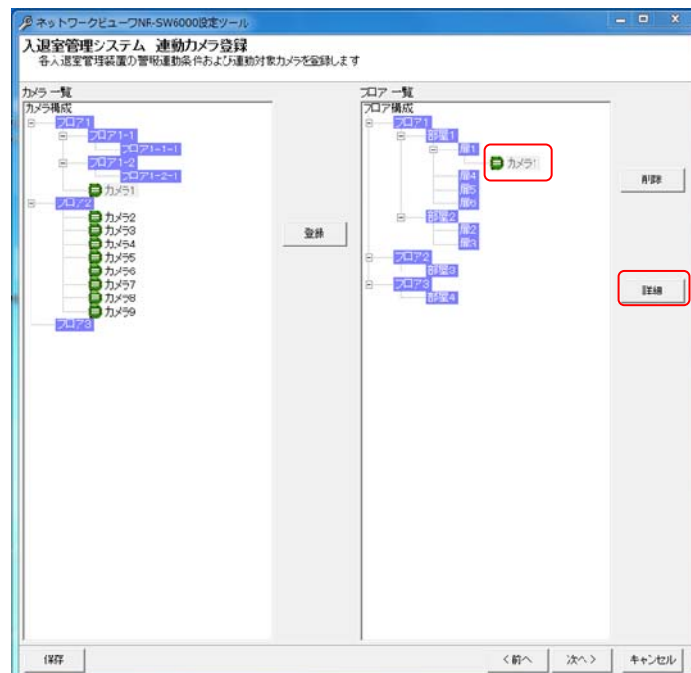 ネットワークビューワNF-SW6000設定ツール
入退室管理システム 連動カメラ登録
各入退室管理装置の警報連動条件および連動対象カメラを登録します
カメラ 一覧
カメラ構成
フロア1
フロア1-1
フロア1-1-1
フロア1-2
フロア1-2-1
カメラ1
フロア2
カメラ2
カメラ3
カメラ4
カメラ5
カメラ6
カメラ7
カメラ8
カメラ9
フロア3
登録
フロア 一覧
フロア構成
フロア1
部屋1
扉1
カメラ1
扉4
扉5
扉6
部屋2
扉2
扉3
フロア2
部屋3
フロア3
部屋4
削除
詳細
保存
<前へ
次へ>
キャンセル